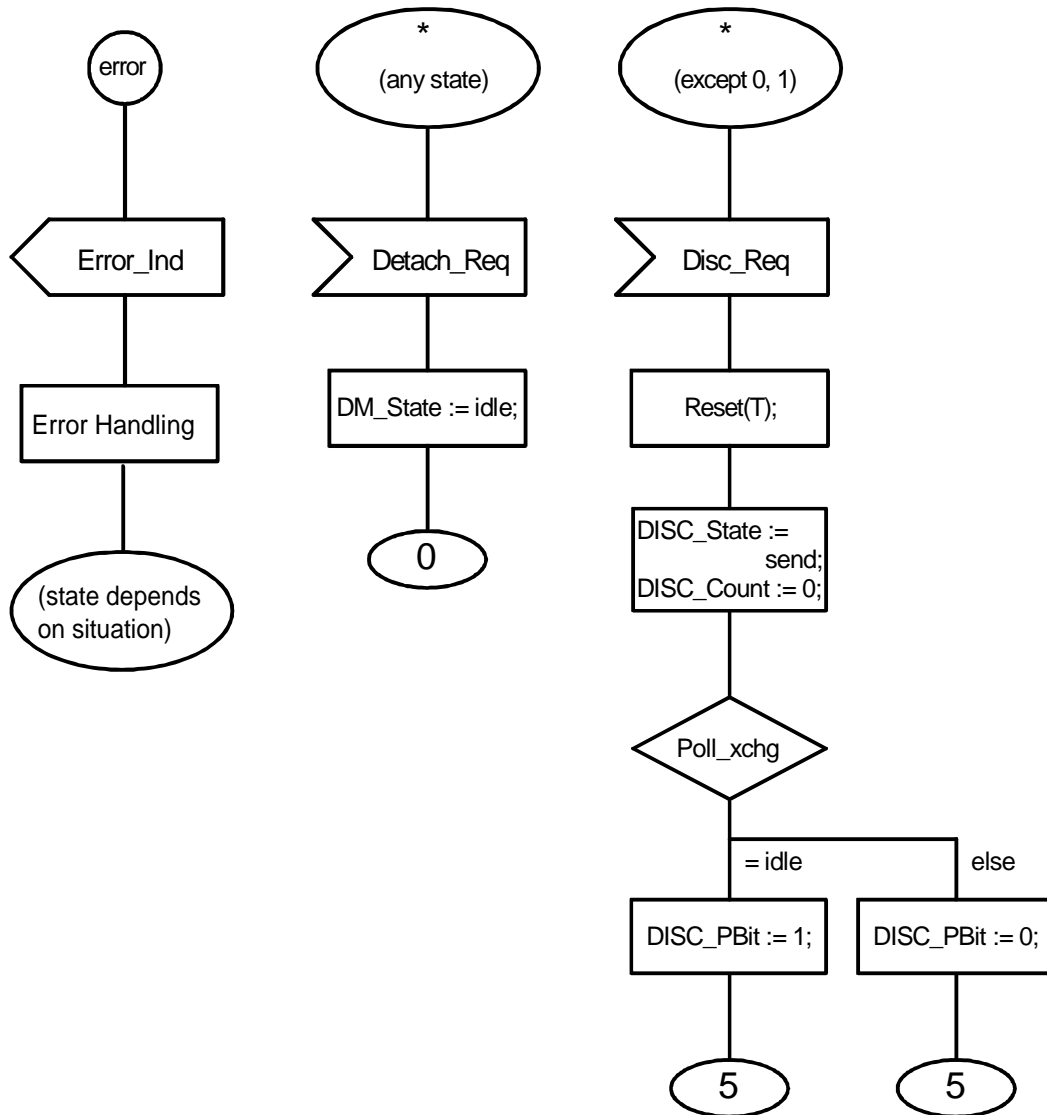 error
Error_Ind
Error Handling
(state depends
on situation)
*
(any state)
Detach_Req
DM_State := idle;
0
*
(except 0, 1)
Disc_Req
Reset(T);
DISC_State :=
send;
DISC_Count := 0;
Poll_xchg
= idle
else
DISC_PBit := 1;
DISC_PBit := 0;
5
5